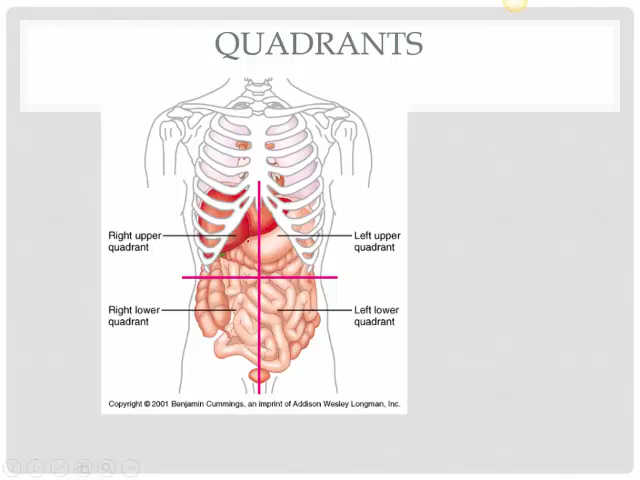 QUADRANTS
Right upper
quadrant
Left upper
quadrant
Right lower
quadrant
Left lower
quadrant
Copyright © 2001 Benjamin Cummings, an imprint of Addison Wesley Longman, Inc.